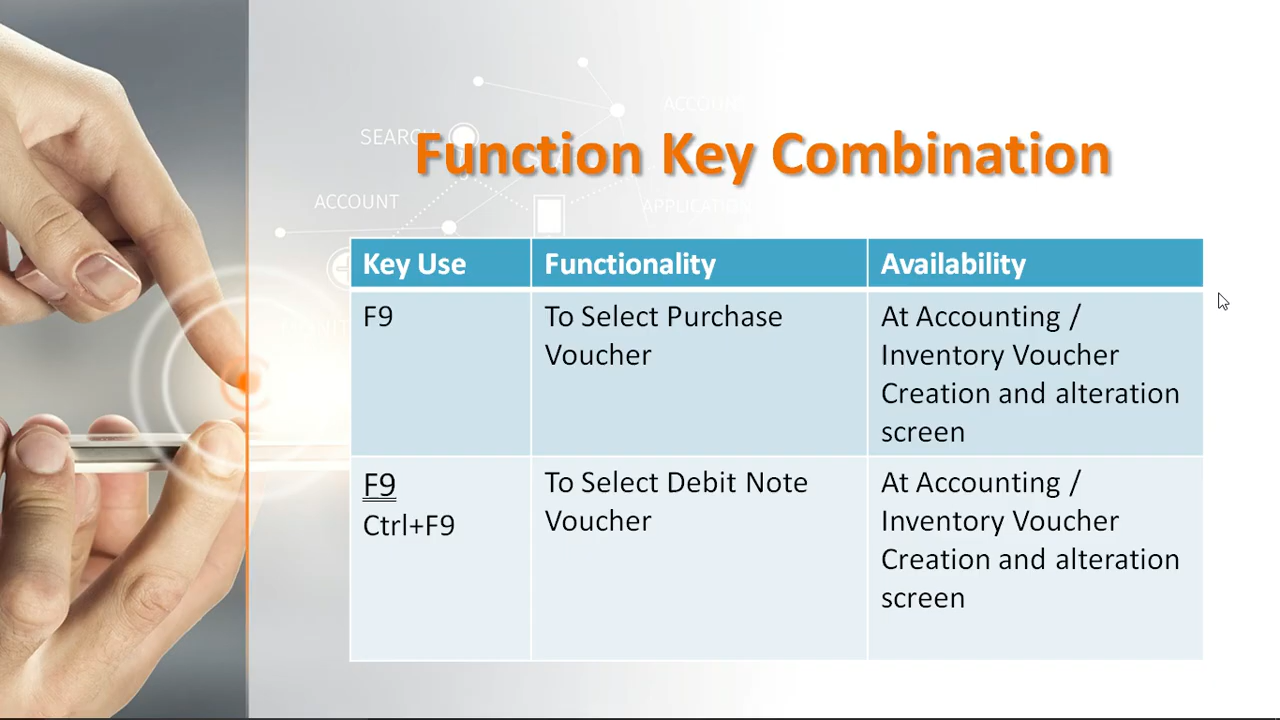 SEARCH
ACCOUNT
Function Key Combination
ACCOUNT
APPLICATION
Key Use
Functionality
Availability
F9
To Select Purchase
Voucher
At Accounting /
Inventory Voucher
Creation and alteration
screen
F9
Ctrl+F9
To Select Debit Note
Voucher
At Accounting /
Inventory Voucher
Creation and alteration
screen